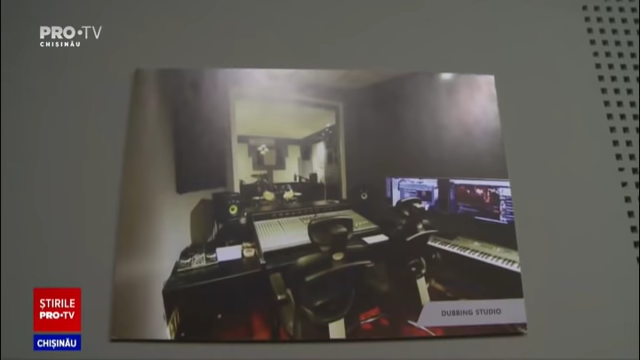 PRO•TV
CHIȘINĂU
DUBBING STUDIO
ȘTIRILE
PRO•TV
CHIȘINĂU